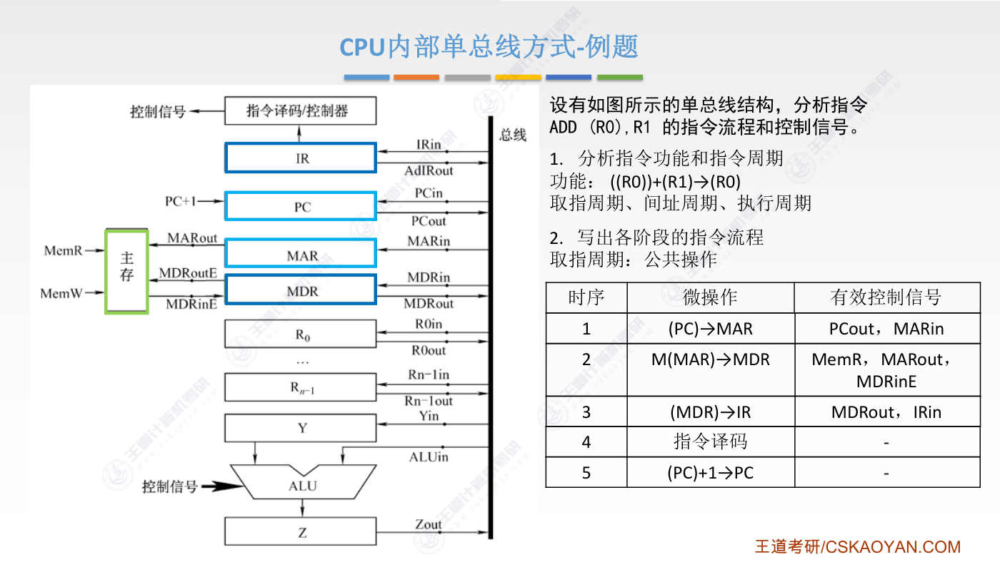 CPU内部单总线方式-例题
控制信号
指令译码/控制器
总线
IR
IRin
AdIRout
PC+1
PC
PCin
PCout
MemR
MemW
主存
MARout
MAR
MARin
MDRoutE
MDRinE
MDR
MDRin
MDRout
R0
R0in
R0out
…
Rn-1
Rn-1in
Rn-1out
Y
Yin
ALUin
控制信号
ALU
Z
Zout
设有如图所示的单总线结构，分析指令
ADD (R0),R1 的指令流程和控制信号。
1. 分析指令功能和指令周期
功能： ((R0))+(R1)→(R0)
取指周期、间址周期、执行周期
2. 写出各阶段的指令流程
取指周期：公共操作
时序 微操作 有效控制信号
1 (PC)→MAR PCout，MARin
2 M(MAR)→MDR MemR，MARout，
MDRinE
3 (MDR)→IR MDRout，IRin
4 指令译码 -
5 (PC)+1→PC -
王道考研/CSKAOYAN.COM